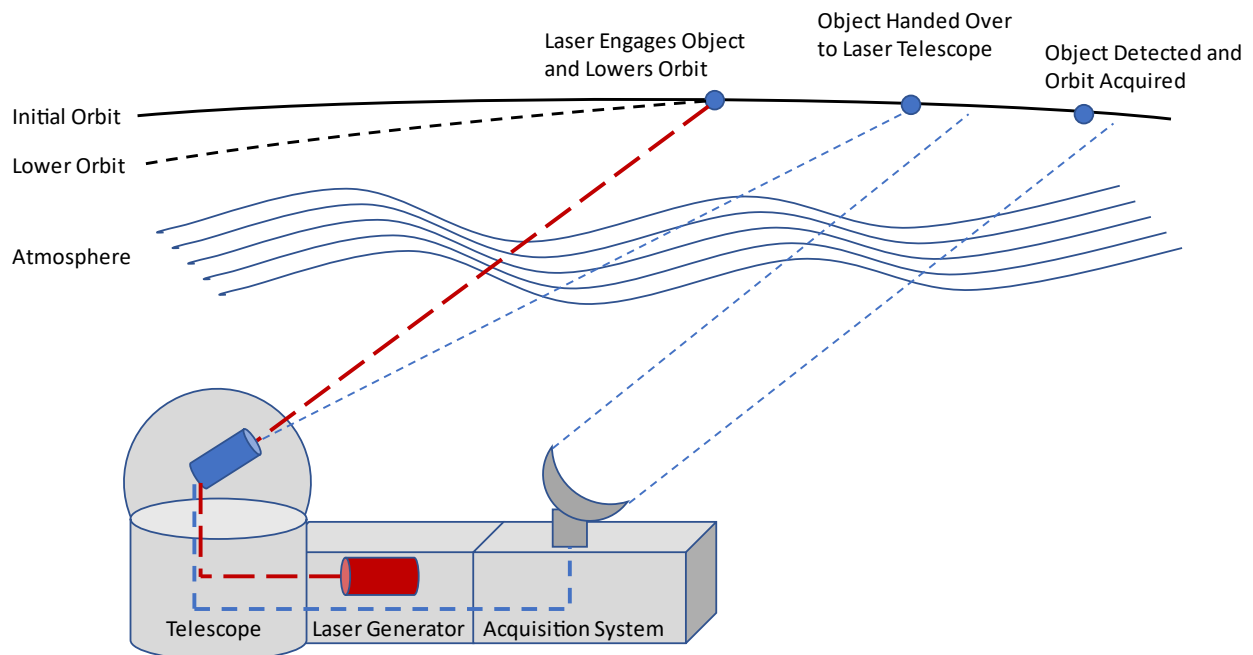 Laser Engages Object
and Lowers Orbit
Object Handed Over
to Laser Telescope
Object Detected and
Orbit Acquired
Initial Orbit
Lower Orbit
Atmosphere
Telescope
Laser Generator
Acquisition System